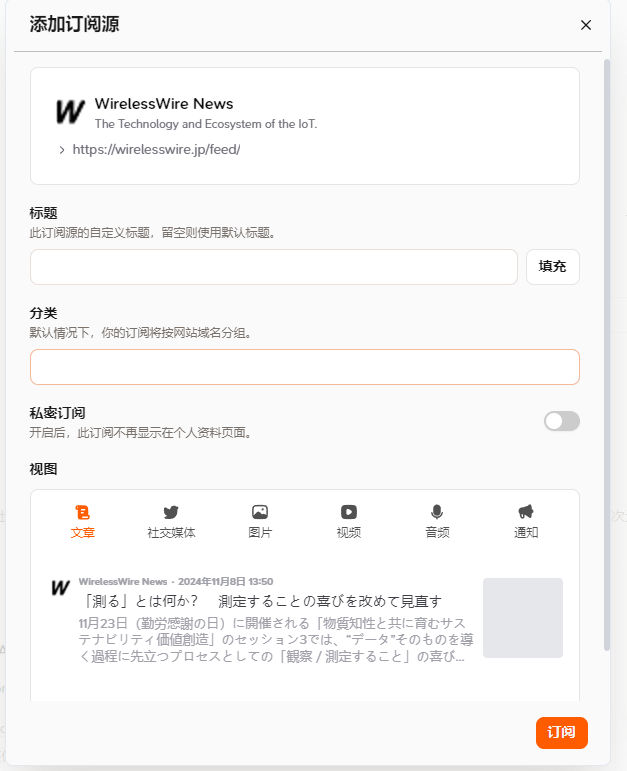 添加订阅源
WirelessWire News
The Technology and Ecosystem of the IoT.
https://wirelesswire.jp/feed/
标题
此订阅源的自定义标题，留空则使用默认标题。
填充
分类
默认情况下，你的订阅将按网站域名分组。
私密订阅
开启后，此订阅不再显示在个人资料页面。
视图
文章 社交媒体 图片 视频 音频 通知
WirelessWire News · 2024年11月8日 13:50
「測る」とは何か？　測定することの喜びを改めて見直す
11月23日（勤労感謝の日）に開催される「物質知性と共に育むサス
テナビリティ価値創造」のセッション3では、“データ”そのものを導
く過程に先立つプロセスとしての「観察 / 測定すること」の喜び...
订阅